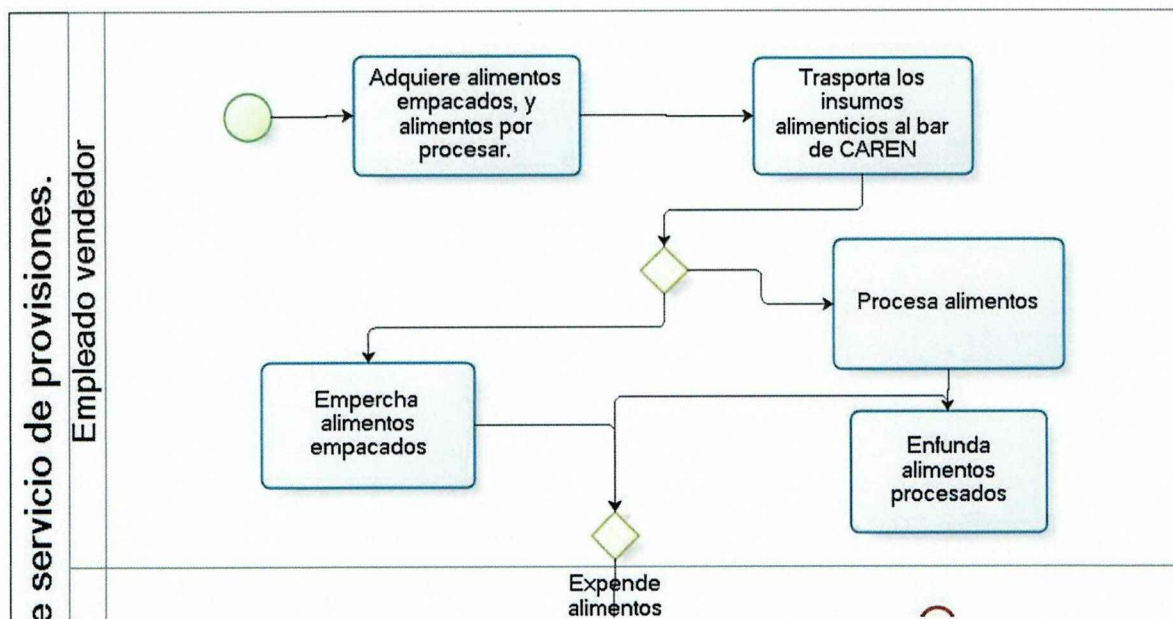 e servicio de provisiones.
Empleado vendedor
Adquiere alimentos
empacados, y
alimentos por
procesar.
Trasporta los
insumos
alimenticios al bar
de CAREN
Procesa alimentos
Empercha
alimentos
empacados
Enfunda
alimentos
procesados
Expende
alimentos